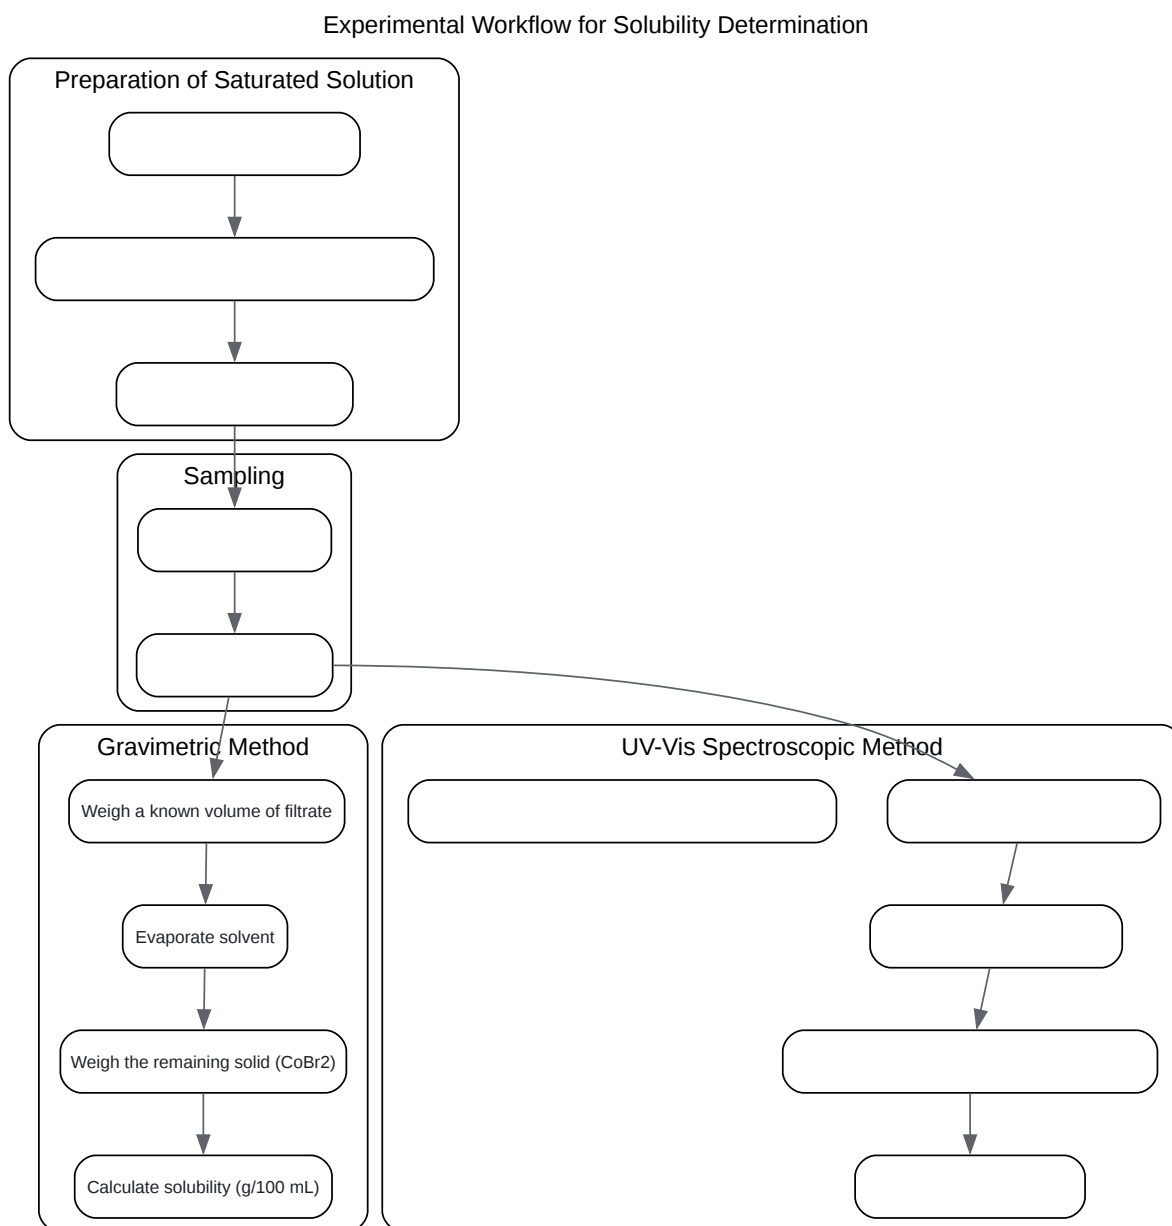 Experimental Workflow for Solubility Determination
Preparation of Saturated Solution
Sampling
Gravimetric Method
Weigh a known volume of filtrate
Evaporate solvent
Weigh the remaining solid (CoBr2)
Calculate solubility (g/100 mL)
UV-Vis Spectroscopic Method